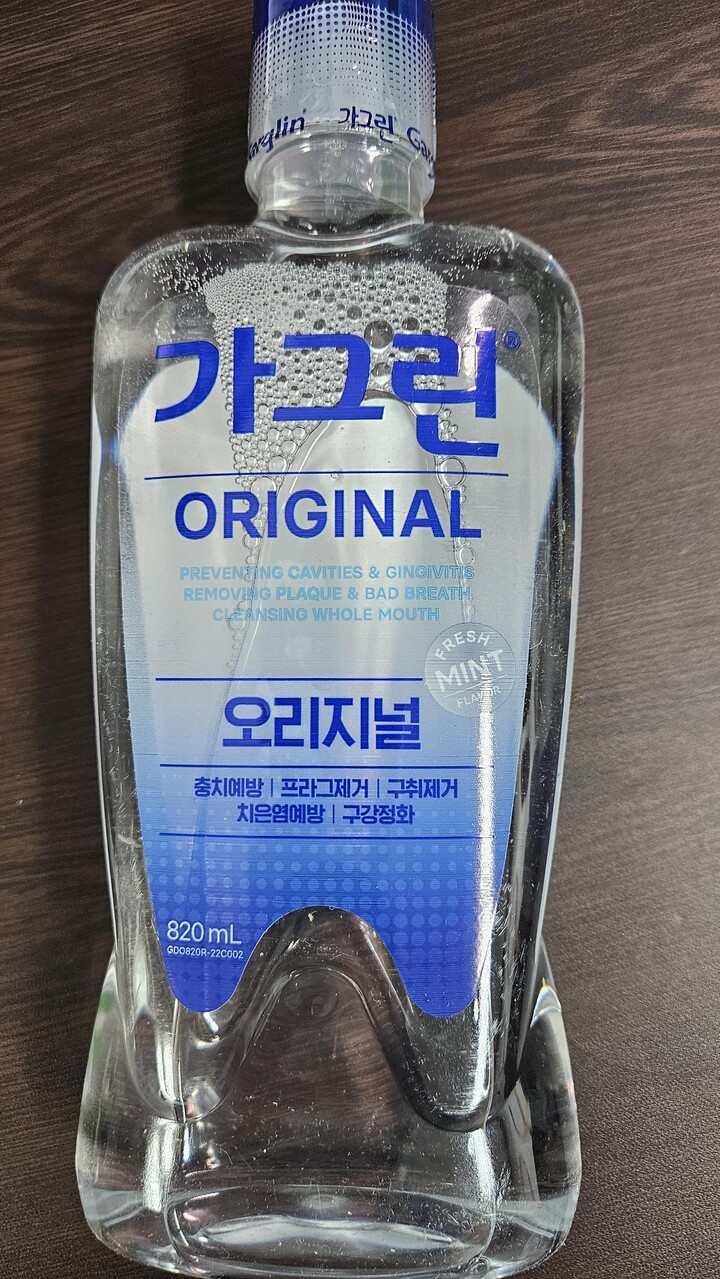 가그린
가그린®
ORIGINAL
PREVENTING CAVITIES & GINGIVITIS
REMOVING PLAQUE & BAD BREATH
CLEANSING WHOLE MOUTH
FRESH
MINT
FLAVOR
오리지널
충치예방 | 프라그제거 | 구취제거
치은염예방 | 구강정화
820 mL
GDO820R-22C002